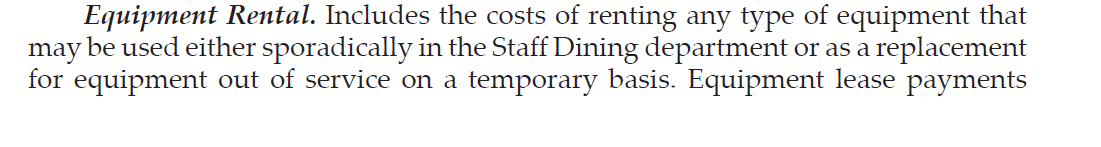 Equipment Rental. Includes the costs of renting any type of equipment that
may be used either sporadically in the Staff Dining department or as a replacement
for equipment out of service on a temporary basis. Equipment lease payments